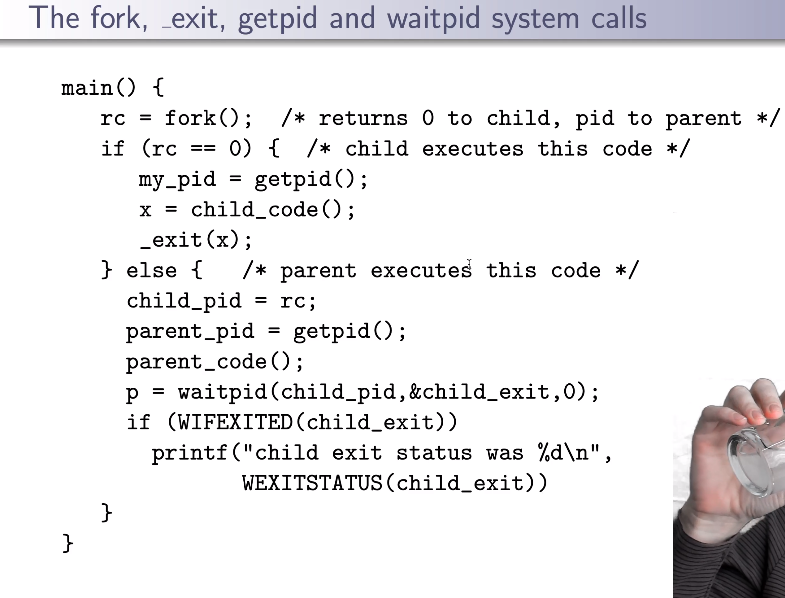 The fork, _exit, getpid and waitpid system calls
main() {
   rc = fork();  /* returns 0 to child, pid to parent */
   if (rc == 0) {  /* child executes this code */
      my_pid = getpid();
      x = child_code();
      _exit(x);
   } else {   /* parent executes this code */
     child_pid = rc;
     parent_pid = getpid();
     parent_code();
     p = waitpid(child_pid,&child_exit,0);
     if (WIFEXITED(child_exit))
       printf("child exit status was %d\n",
              WEXITSTATUS(child_exit))
   }
}